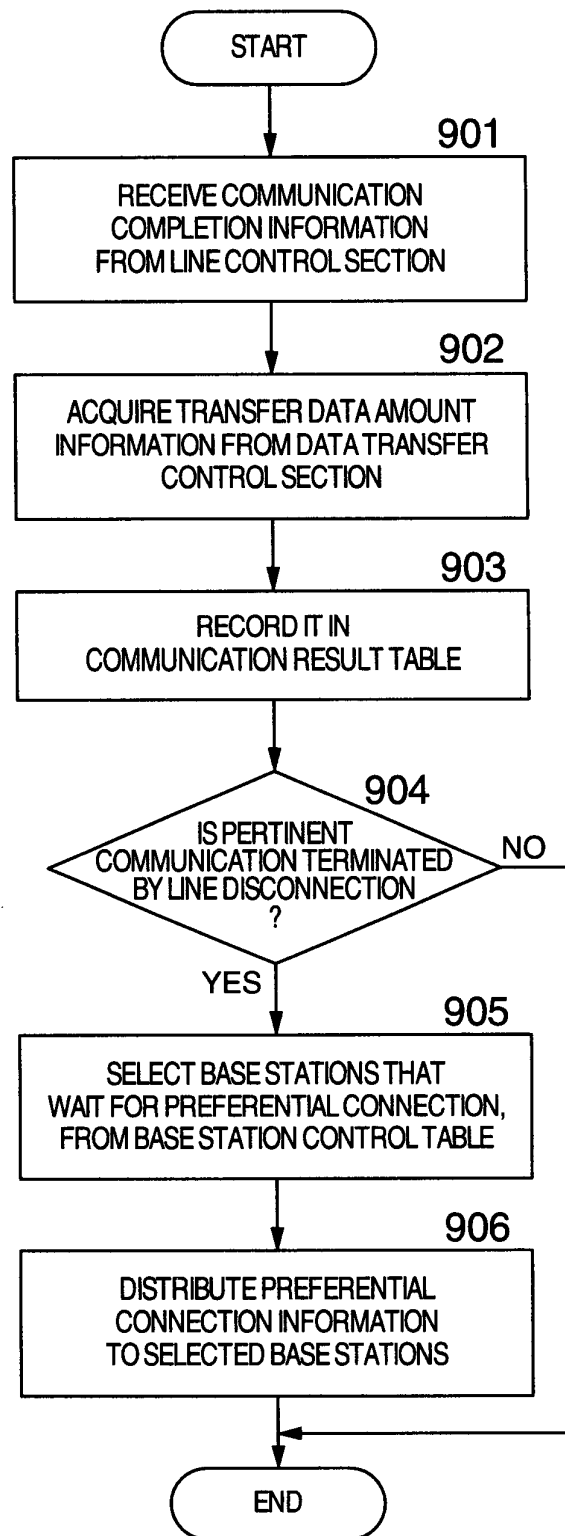 START
901
RECEIVE COMMUNICATION
COMPLETION INFORMATION
FROM LINE CONTROL SECTION
902
ACQUIRE TRANSFER DATA AMOUNT
INFORMATION FROM DATA TRANSFER
CONTROL SECTION
903
RECORD IT IN
COMMUNICATION RESULT TABLE
904
IS PERTINENT
COMMUNICATION TERMINATED
BY LINE DISCONNECTION
?
NO
YES
905
SELECT BASE STATIONS THAT
WAIT FOR PREFERENTIAL CONNECTION,
FROM BASE STATION CONTROL TABLE
906
DISTRIBUTE PREFERENTIAL
CONNECTION INFORMATION
TO SELECTED BASE STATIONS
END